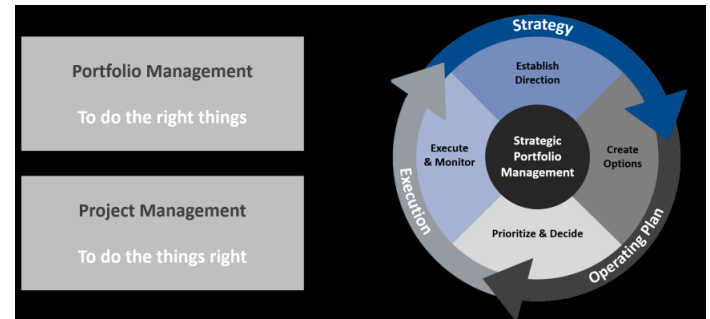 Portfolio Management
To do the right things
Project Management
To do the things right
Strategy
Establish
Direction
Strategic
Portfolio
Management
Execute
& Monitor
Create
Options
Prioritize & Decide
Execution
Operating Plan